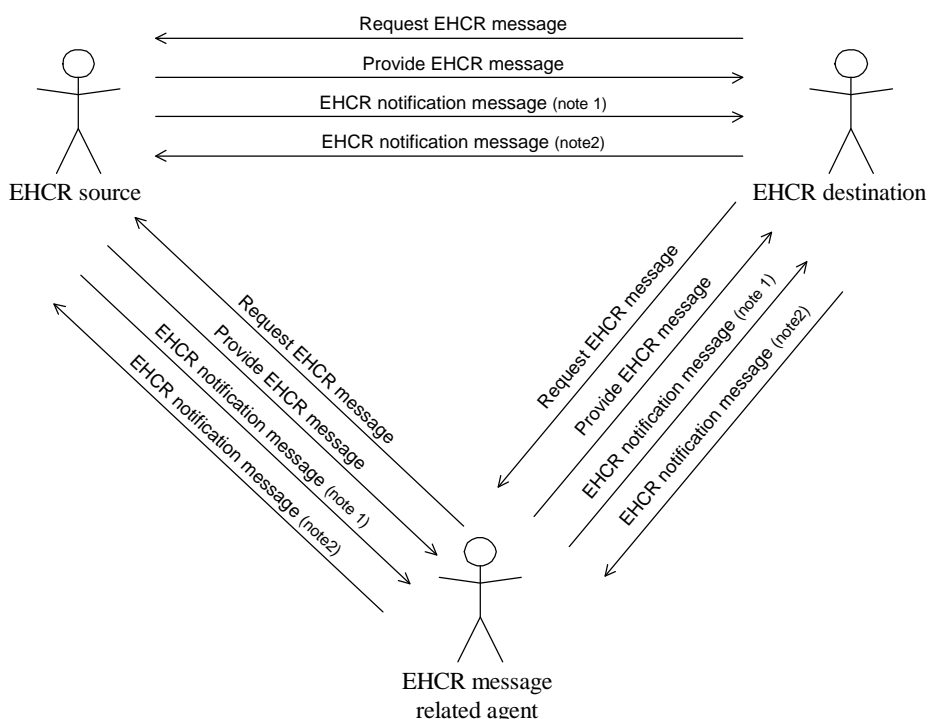 Request EHCR message
Provide EHCR message
EHCR notification message (note 1)
EHCR notification message (note2)
EHCR source
EHCR destination
Request EHCR message
Provide EHCR message
EHCR notification message (note 1)
EHCR notification message (note2)
Request EHCR message
Provide EHCR message
EHCR notification message (note 1)
EHCR notification message (note2)
EHCR message
related agent